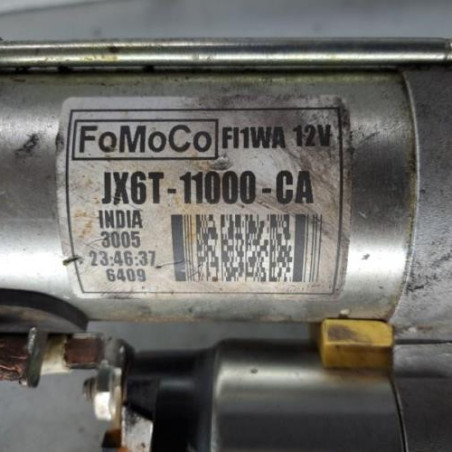 FoMoCo FI1WA 12V
JX6T-11000-CA
INDIA
3005
23:46:37
6409